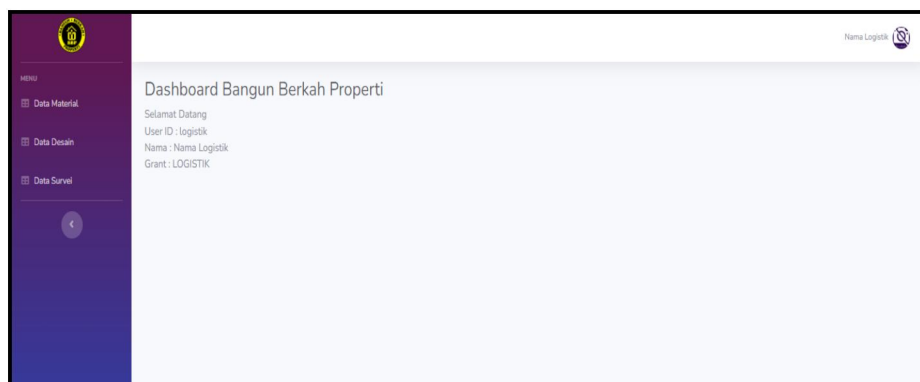 Nama Logistik
MENU
Data Material
Data Desain
Data Survei
Dashboard Bangun Berkah Properti
Selamat Datang
User ID : logistik
Nama : Nama Logistik
Grant : LOGISTIK